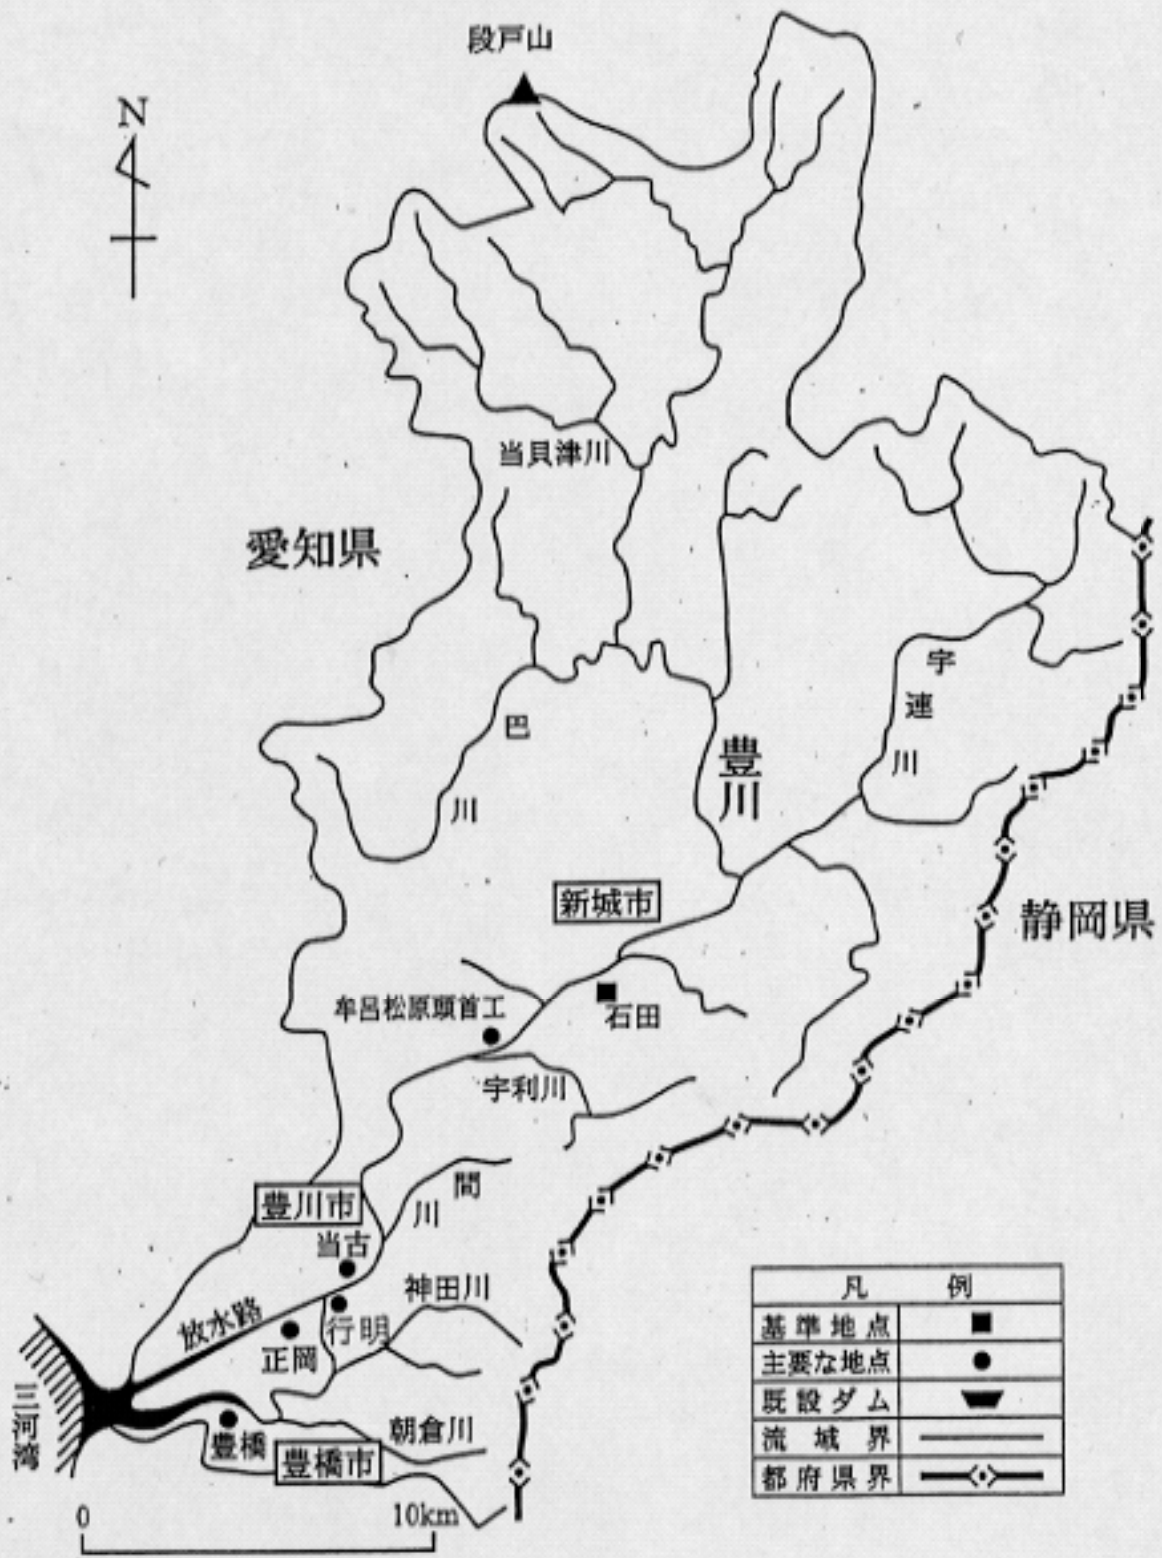 段戸山
N
当貝津川
愛知県
宇連川
巴川
豊川
新城市
静岡県
牟呂松原頭首工
石田
宇利川
間川
豊川市
当古
神田川
放水路
行明
正岡
三河湾
朝倉川
豊橋
豊橋市
0 10km
凡例
基準地点
主要な地点
既設ダム
流域界
都府県界